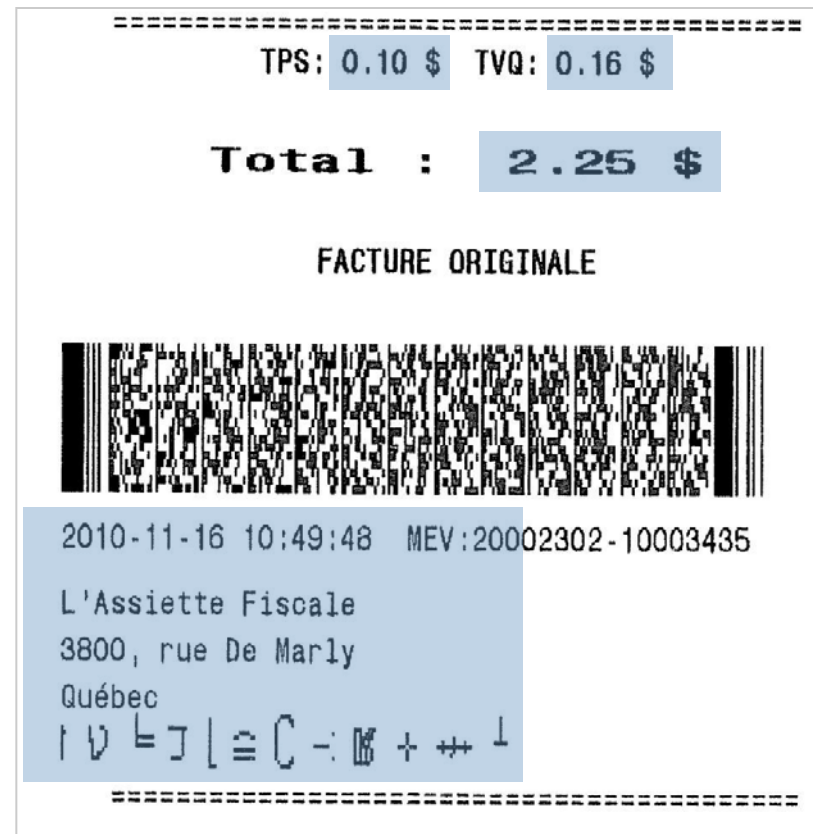 ========================================
TPS: 0.10 $ TVQ: 0.16 $
Total : 2.25 $
FACTURE ORIGINALE
2010-11-16 10:49:48 MEV:20002302-10003435
L'Assiette Fiscale
3800, rue De Marly
Québec
========================================